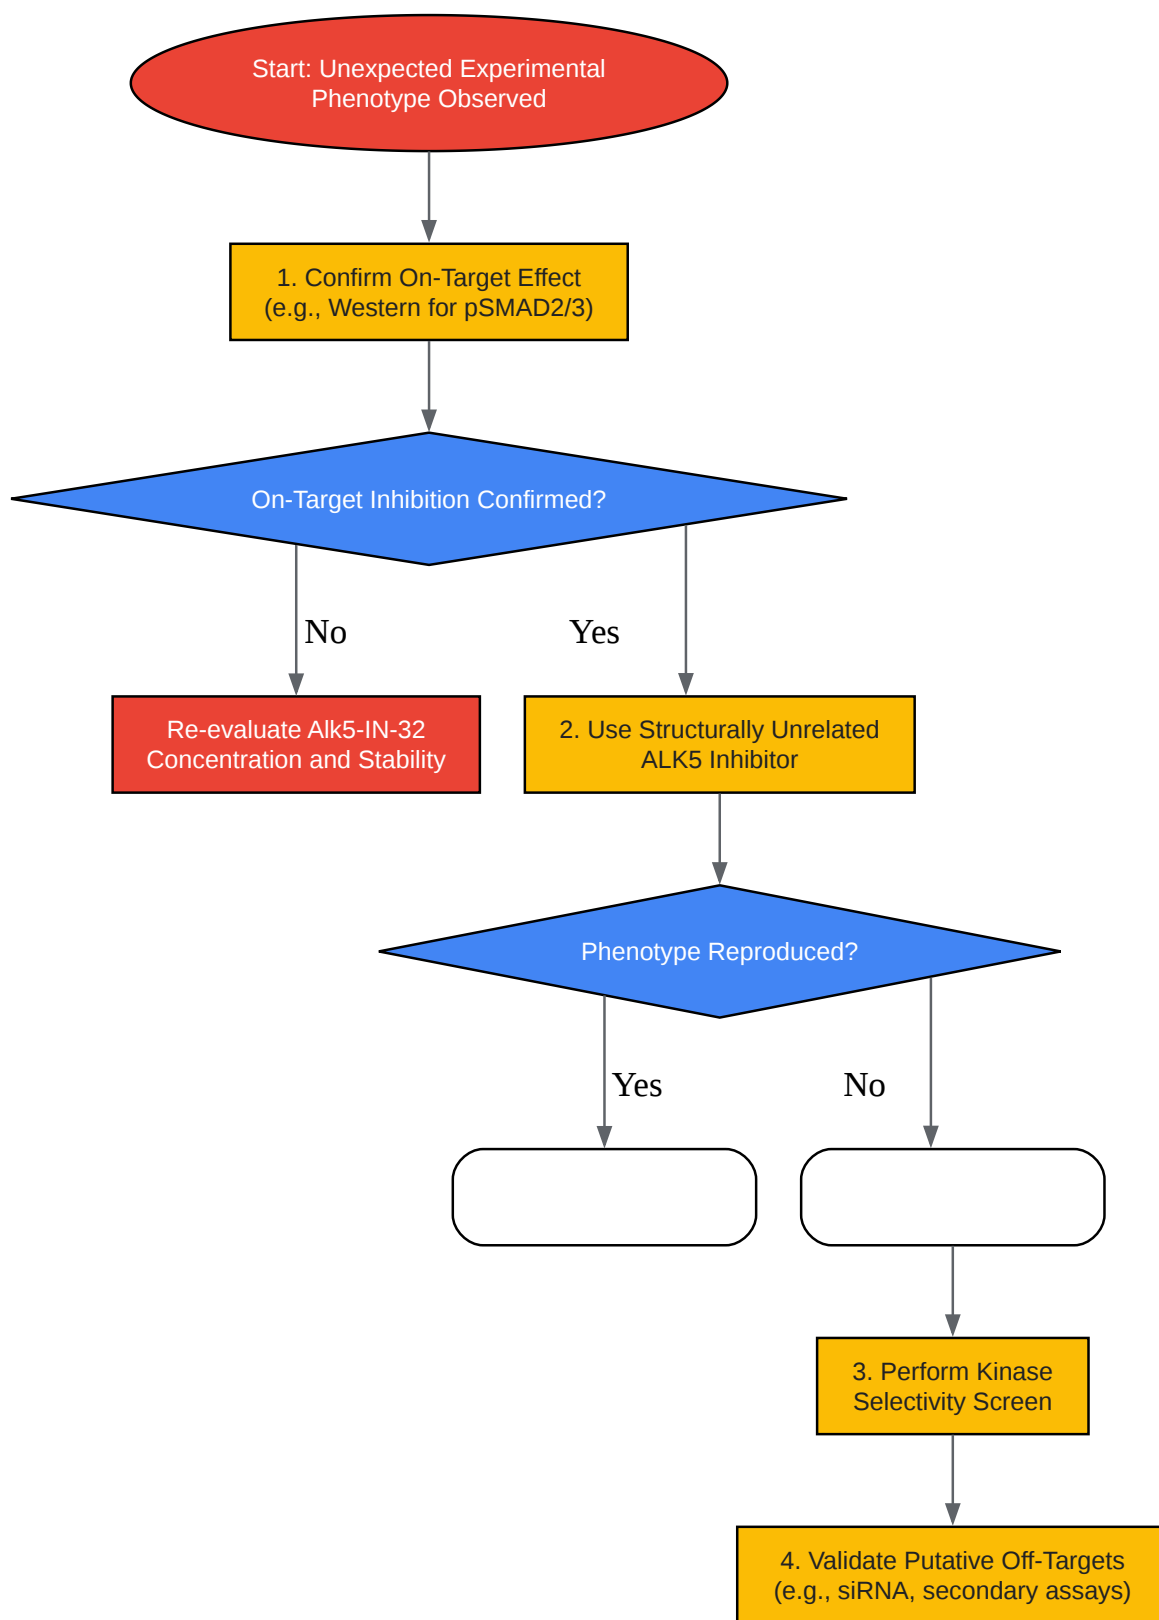 Start: Unexpected Experimental
Phenotype Observed
1. Confirm On-Target Effect
(e.g., Western for pSMAD2/3)
On-Target Inhibition Confirmed?
No
Yes
Re-evaluate Alk5-IN-32
Concentration and Stability
2. Use Structurally Unrelated
ALK5 Inhibitor
Phenotype Reproduced?
Yes
No
3. Perform Kinase
Selectivity Screen
4. Validate Putative Off-Targets
(e.g., siRNA, secondary assays)